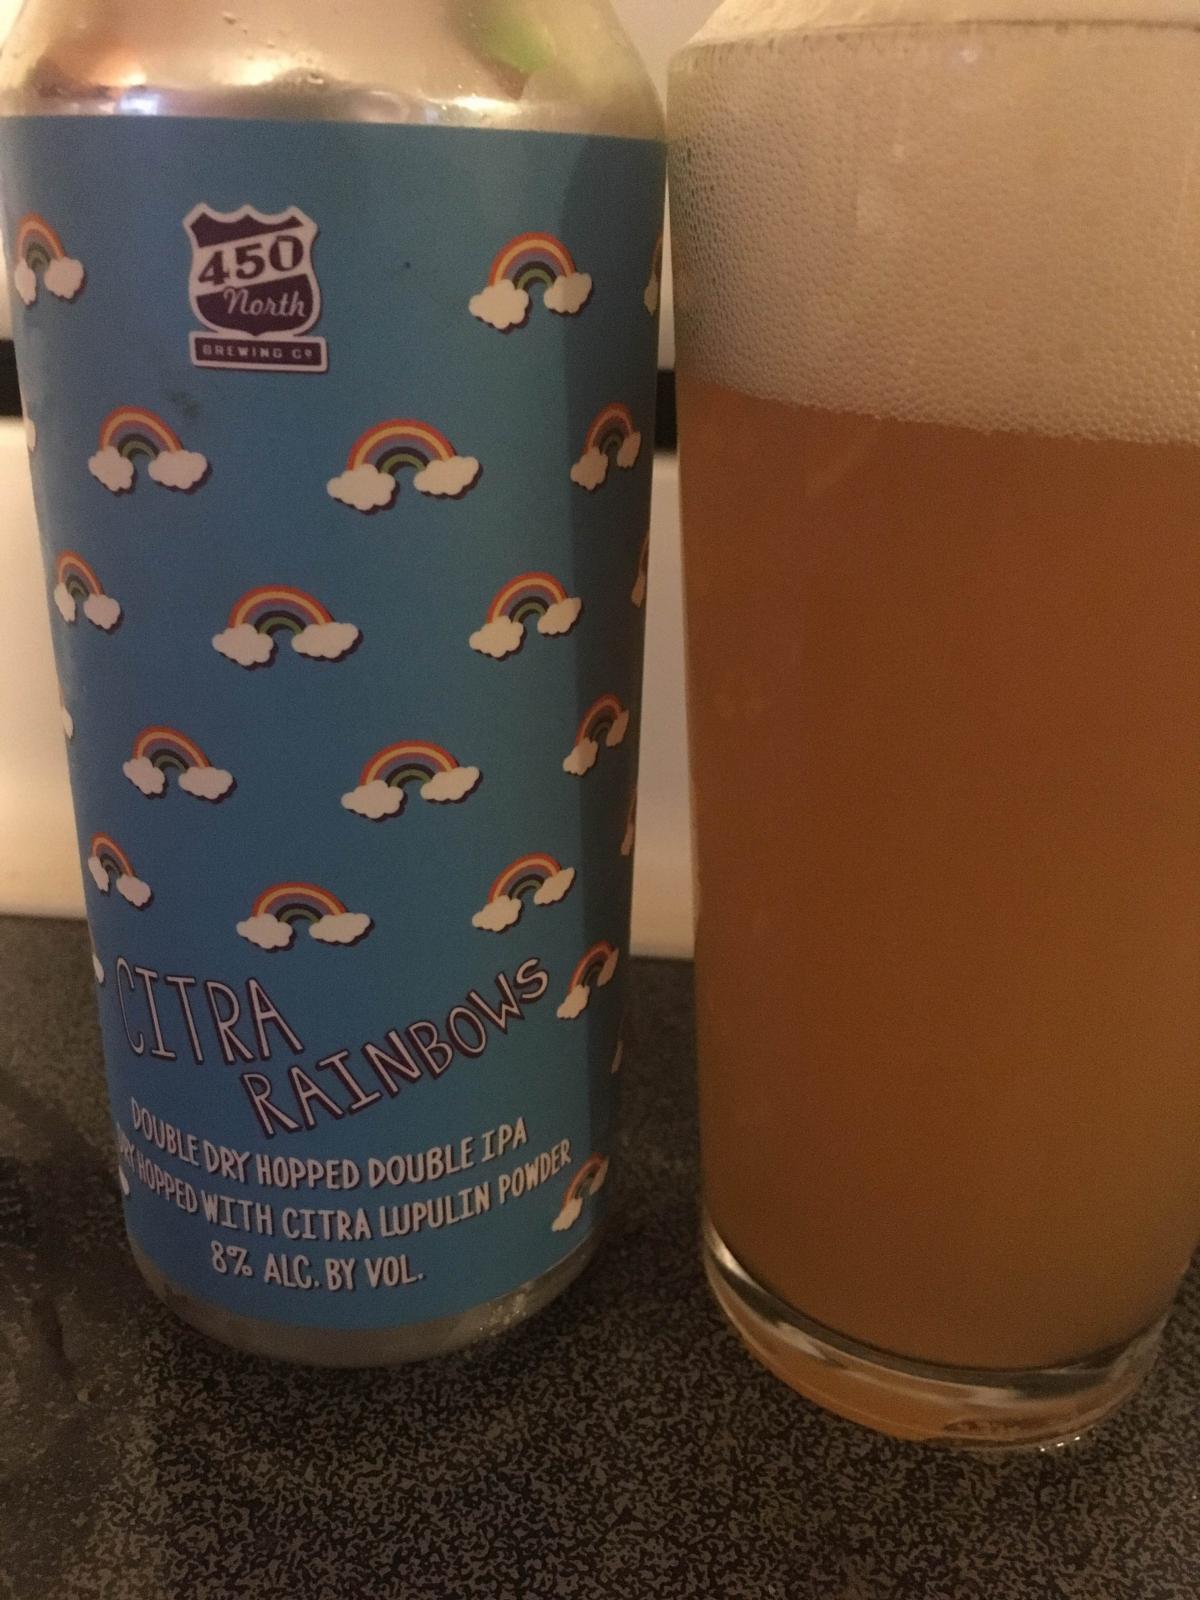 450
North
BREWING Co
CITRA
RAINBOWS
DOUBLE DRY HOPPED DOUBLE IPA
DRY HOPPED WITH CITRA LUPULIN POWDER
8% ALC. BY VOL.